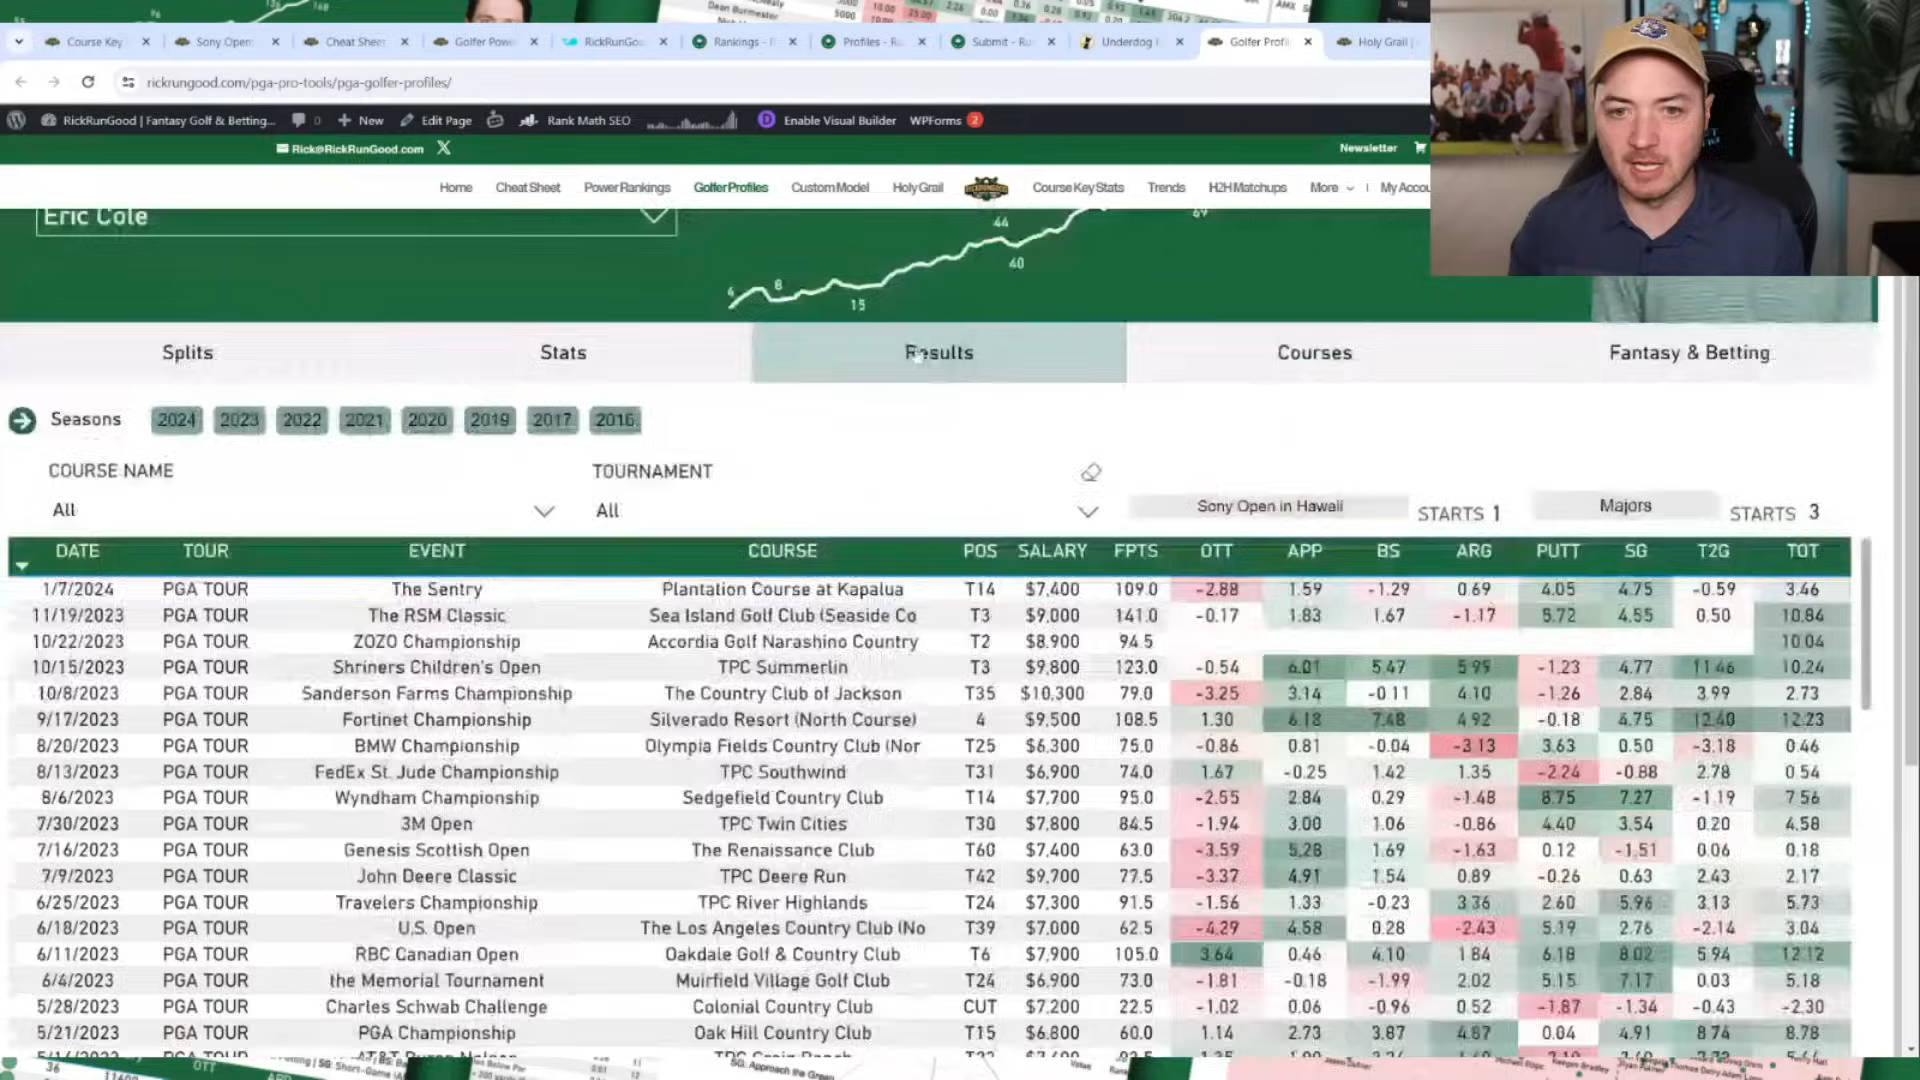 Dean Burmester 5000
5000 10.00 25.00
Course Key Sony Open Cheat Sheet Golfer Pow RickRunGo Rankings - Profiles - Submit - Underdog Golfer Profi Holy Grail
rickrungood.com/pga-pro-tools/pga-golfer-profiles/
RickRunGood | Fantasy Golf & Betting... 0 New Edit Page Rank Math SEO Enable Visual Builder WPForms 2
Rick@RickRunGood.com Newsletter
Home Cheat Sheet Power Rankings Golfer Profiles Custom Model Holy Grail Course Key Stats Trends H2H Matchups More My Accou
Eric Cole
4 8 15 44 40 69
Splits Stats Results Courses Fantasy & Betting
Seasons 2024 2023 2022 2021 2020 2019 2017 2016
COURSE NAME TOURNAMENT
All All Sony Open in Hawaii STARTS 1 Majors STARTS 3
DATE TOUR EVENT COURSE POS SALARY FPTS OTT APP BS ARG PUTT SG T2G TOT
1/7/2024 PGA TOUR The Sentry Plantation Course at Kapalua T14 $7,400 109.0 -2.88 1.59 -1.29 0.69 4.05 4.75 -0.59 3.46
11/19/2023 PGA TOUR The RSM Classic Sea Island Golf Club (Seaside Co T3 $9,000 141.0 -0.17 1.83 1.67 -1.17 5.72 4.55 0.50 10.84
10/22/2023 PGA TOUR ZOZO Championship Accordia Golf Narashino Country T2 $8,900 94.5 10.04
10/15/2023 PGA TOUR Shriners Children's Open TPC Summerlin T3 $9,800 123.0 -0.54 6.01 5.47 5.99 -1.23 4.77 11.46 10.24
10/8/2023 PGA TOUR Sanderson Farms Championship The Country Club of Jackson T35 $10,300 79.0 -3.25 3.14 -0.11 4.10 -1.26 2.84 3.99 2.73
9/17/2023 PGA TOUR Fortinet Championship Silverado Resort (North Course) 4 $9,500 108.5 1.30 6.18 7.48 4.92 -0.18 4.75 12.40 12.23
8/20/2023 PGA TOUR BMW Championship Olympia Fields Country Club (Nor T25 $6,300 75.0 -0.86 0.81 -0.04 -3.13 3.63 0.50 -3.18 0.46
8/13/2023 PGA TOUR FedEx St. Jude Championship TPC Southwind T31 $6,900 74.0 1.67 -0.25 1.42 1.35 -2.24 -0.88 2.78 0.54
8/6/2023 PGA TOUR Wyndham Championship Sedgefield Country Club T14 $7,700 95.0 -2.55 2.84 0.29 -1.48 8.75 7.27 -1.19 7.56
7/30/2023 PGA TOUR 3M Open TPC Twin Cities T30 $7,800 84.5 -1.94 3.00 1.06 -0.86 4.40 3.54 0.20 4.58
7/16/2023 PGA TOUR Genesis Scottish Open The Renaissance Club T60 $7,400 63.0 -3.59 5.28 1.69 -1.63 0.12 -1.51 0.06 0.18
7/9/2023 PGA TOUR John Deere Classic TPC Deere Run T42 $9,700 77.5 -3.37 4.91 1.54 0.89 -0.26 0.63 2.43 2.17
6/25/2023 PGA TOUR Travelers Championship TPC River Highlands T24 $7,300 91.5 -1.56 1.33 -0.23 3.36 2.60 5.96 3.13 5.73
6/18/2023 PGA TOUR U.S. Open The Los Angeles Country Club (No T39 $7,000 62.5 -4.29 4.58 0.28 -2.43 5.19 2.76 -2.14 3.04
6/11/2023 PGA TOUR RBC Canadian Open Oakdale Golf & Country Club T6 $7,900 105.0 3.64 0.46 4.10 1.84 6.18 8.02 5.94 12.12
6/4/2023 PGA TOUR the Memorial Tournament Muirfield Village Golf Club T24 $6,900 73.0 -1.81 -0.18 -1.99 2.02 5.15 7.17 0.03 5.18
5/28/2023 PGA TOUR Charles Schwab Challenge Colonial Country Club CUT $7,200 22.5 -1.02 0.06 -0.96 0.52 -1.87 -1.34 -0.43 -2.30
5/21/2023 PGA TOUR PGA Championship Oak Hill Country Club T15 $6,800 60.0 1.14 2.73 3.87 4.87 0.04 4.91 8.74 8.78
36 11600 OTT SG: Approach the Green